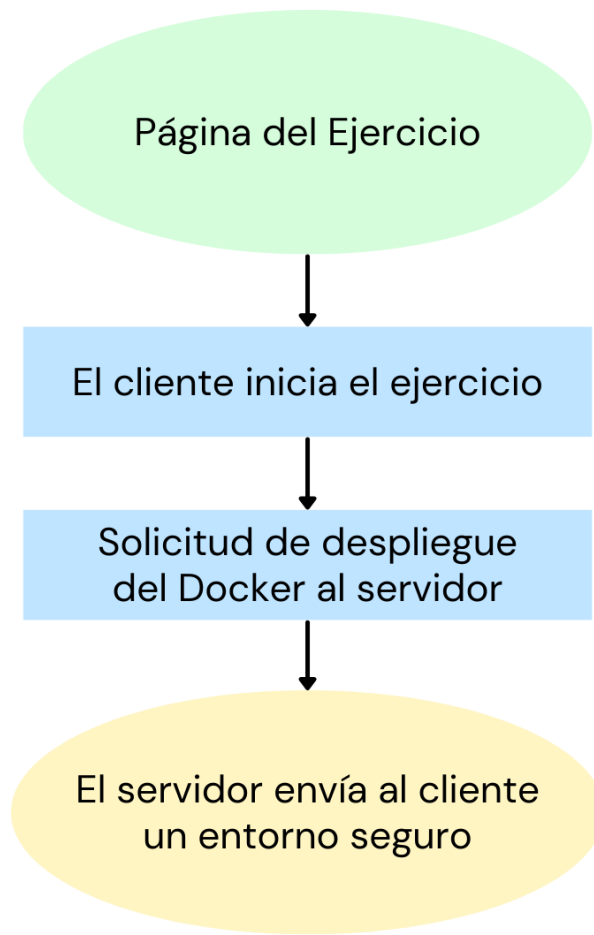 Página del Ejercicio
El cliente inicia el ejercicio
Solicitud de despliegue
del Docker al servidor
El servidor envía al cliente
un entorno seguro